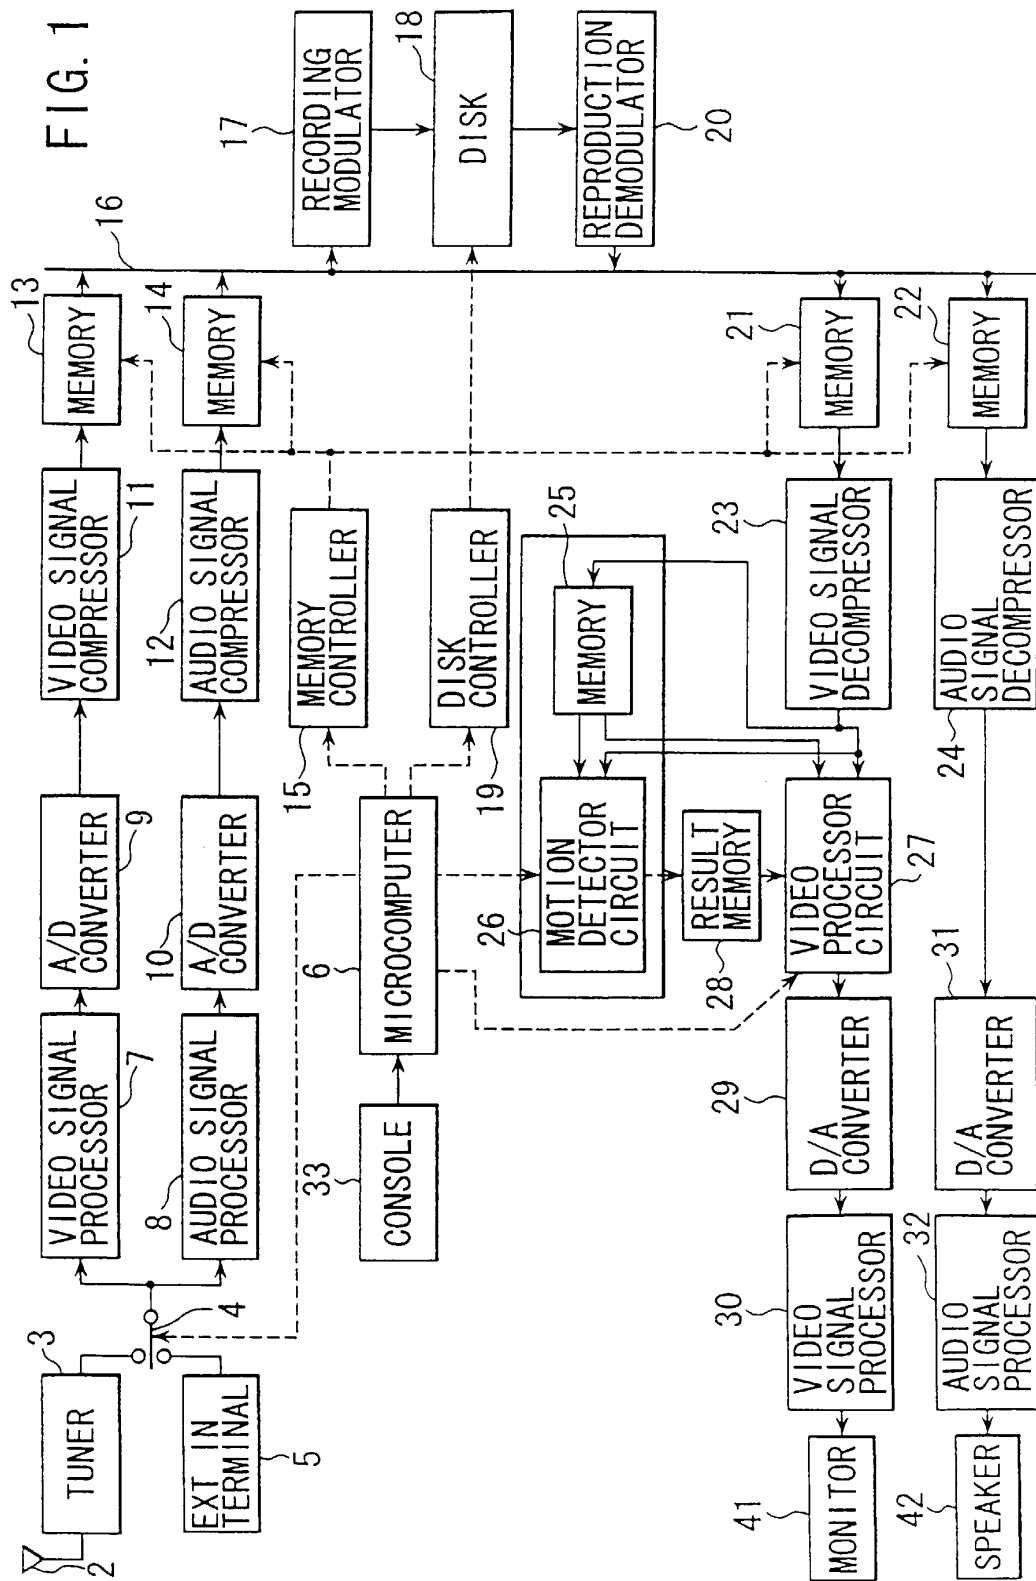 FIG. 1
2
3
TUNER
4
EXT IN
TERMINAL
5
7
VIDEO SIGNAL
PROCESSOR
8
AUDIO SIGNAL
PROCESSOR
9
A/D
CONVERTER
10
A/D
CONVERTER
11
VIDEO SIGNAL
COMPRESSOR
12
AUDIO SIGNAL
COMPRESSOR
13
MEMORY
14
MEMORY
16
17
RECORDING
MODULATOR
18
DISK
REPRODUCTION
DEMODULATOR
20
33
CONSOLE
6
MICROCOMPUTER
15
MEMORY
CONTROLLER
19
DISK
CONTROLLER
25
MEMORY
26
MOTION
DETECTOR
CIRCUIT
28
RESULT
MEMORY
VIDEO
PROCESSOR
CIRCUIT
27
21
MEMORY
22
MEMORY
23
VIDEO SIGNAL
DECOMPRESSOR
24
AUDIO
SIGNAL
DECOMPRESSOR
29
D/A
CONVERTER
31
D/A
CONVERTER
30
VIDEO
SIGNAL
PROCESSOR
32
AUDIO
SIGNAL
PROCESSOR
41
MONITOR
42
SPEAKER